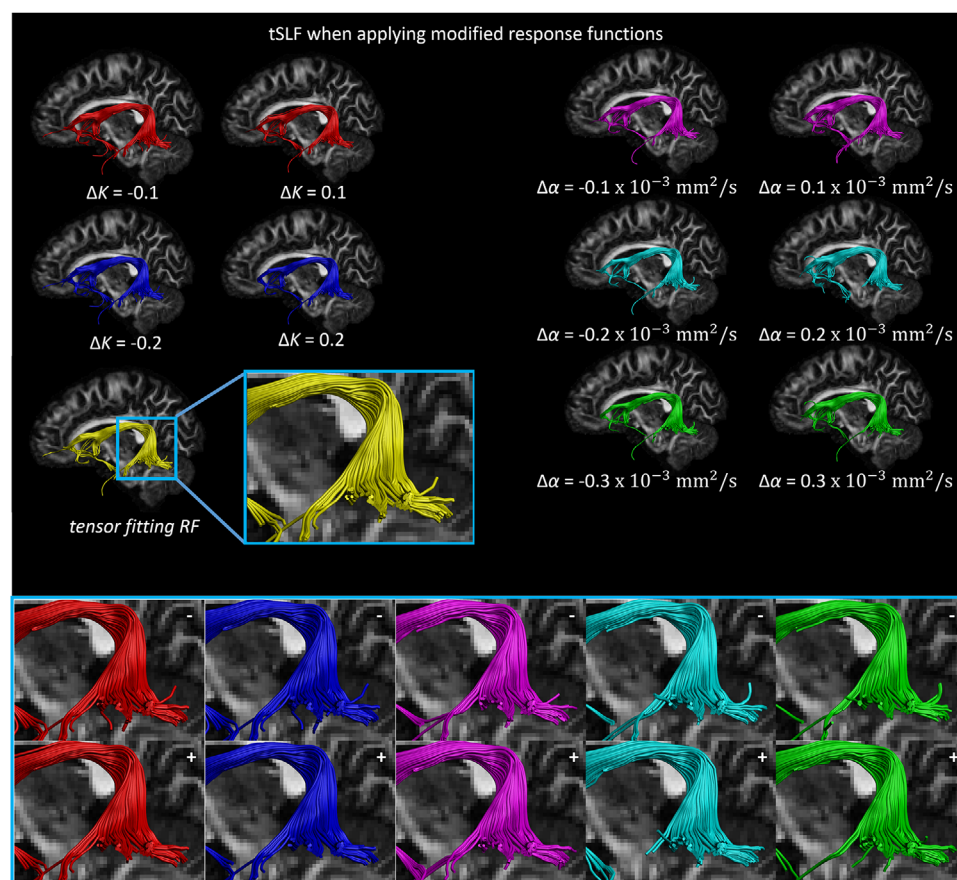 tSLF when applying modified response functions
ΔK = -0.1
ΔK = 0.1
Δα = -0.1 x 10⁻³ mm²/s
Δα = 0.1 x 10⁻³ mm²/s
ΔK = -0.2
ΔK = 0.2
Δα = -0.2 x 10⁻³ mm²/s
Δα = 0.2 x 10⁻³ mm²/s
tensor fitting RF
Δα = -0.3 x 10⁻³ mm²/s
Δα = 0.3 x 10⁻³ mm²/s
- - - - -
+ + + + +